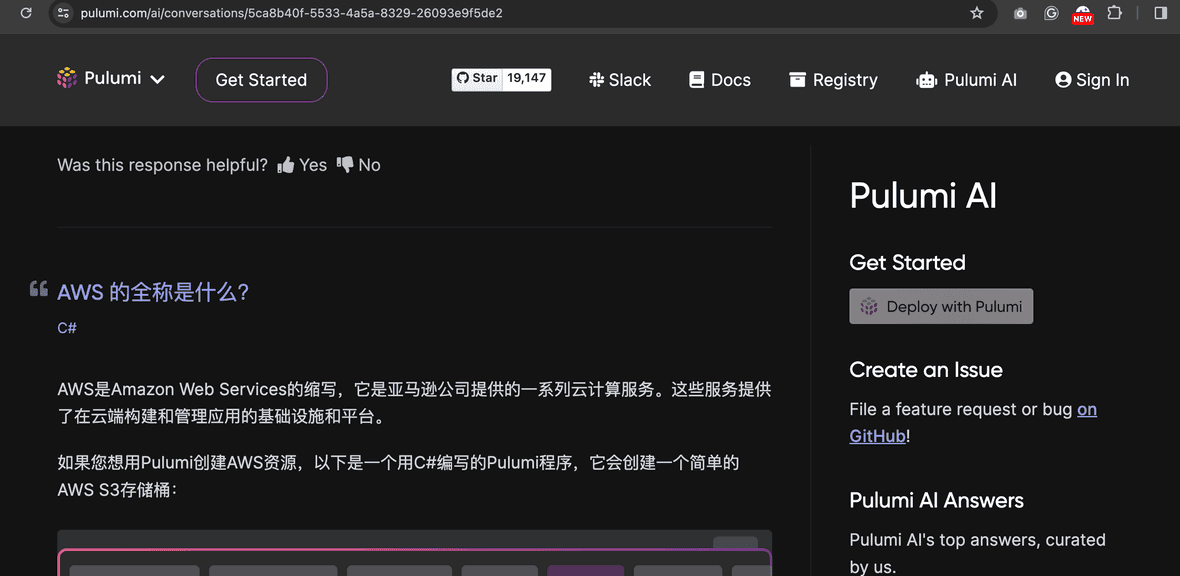 pulumi.com/ai/conversations/5ca8b40f-5533-4a5a-8329-26093e9f5de2
NEW
Pulumi
Get Started
Star 19,147
Slack
Docs
Registry
Pulumi AI
Sign In
Was this response helpful? Yes No
AWS 的全称是什么?
C#
AWS是Amazon Web Services的缩写，它是亚马逊公司提供的一系列云计算服务。这些服务提供
了在云端构建和管理应用的基础设施和平台。
如果您想用Pulumi创建AWS资源，以下是一个用C#编写的Pulumi程序，它会创建一个简单的
AWS S3存储桶：
Pulumi AI
Get Started
Deploy with Pulumi
Create an Issue
File a feature request or bug on
GitHub!
Pulumi AI Answers
Pulumi AI's top answers, curated
by us.